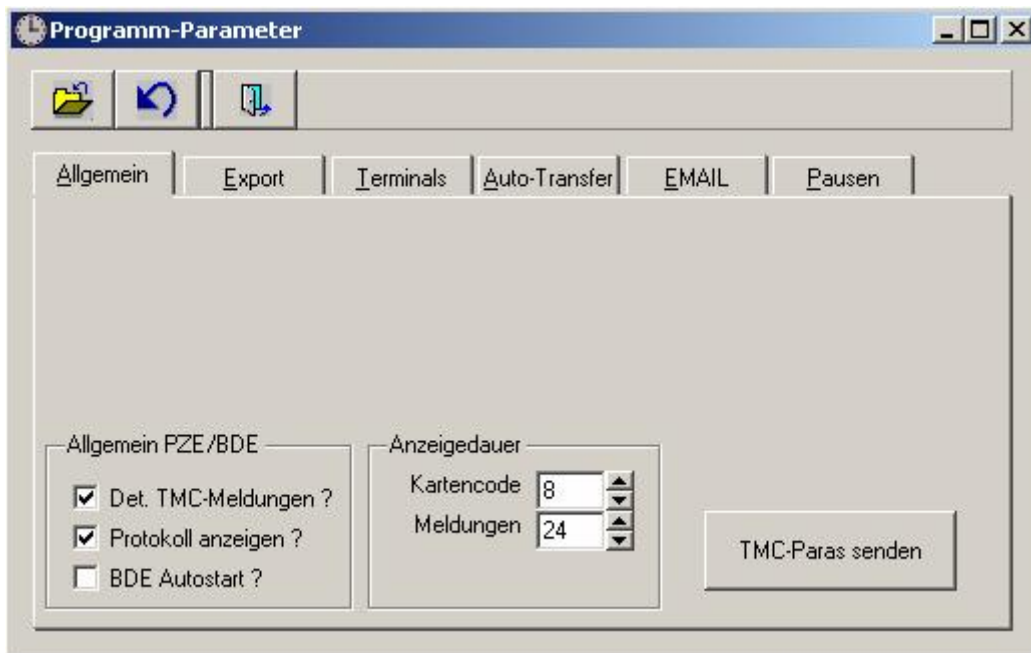 Programm-Parameter
Allgemein Export Terminals Auto-Transfer EMAIL Pausen
Allgemein PZE/BDE
Det. TMC-Meldungen ?
Protokoll anzeigen ?
BDE Autostart ?
Anzeigedauer
Kartencode 8
Meldungen 24
TMC-Paras senden